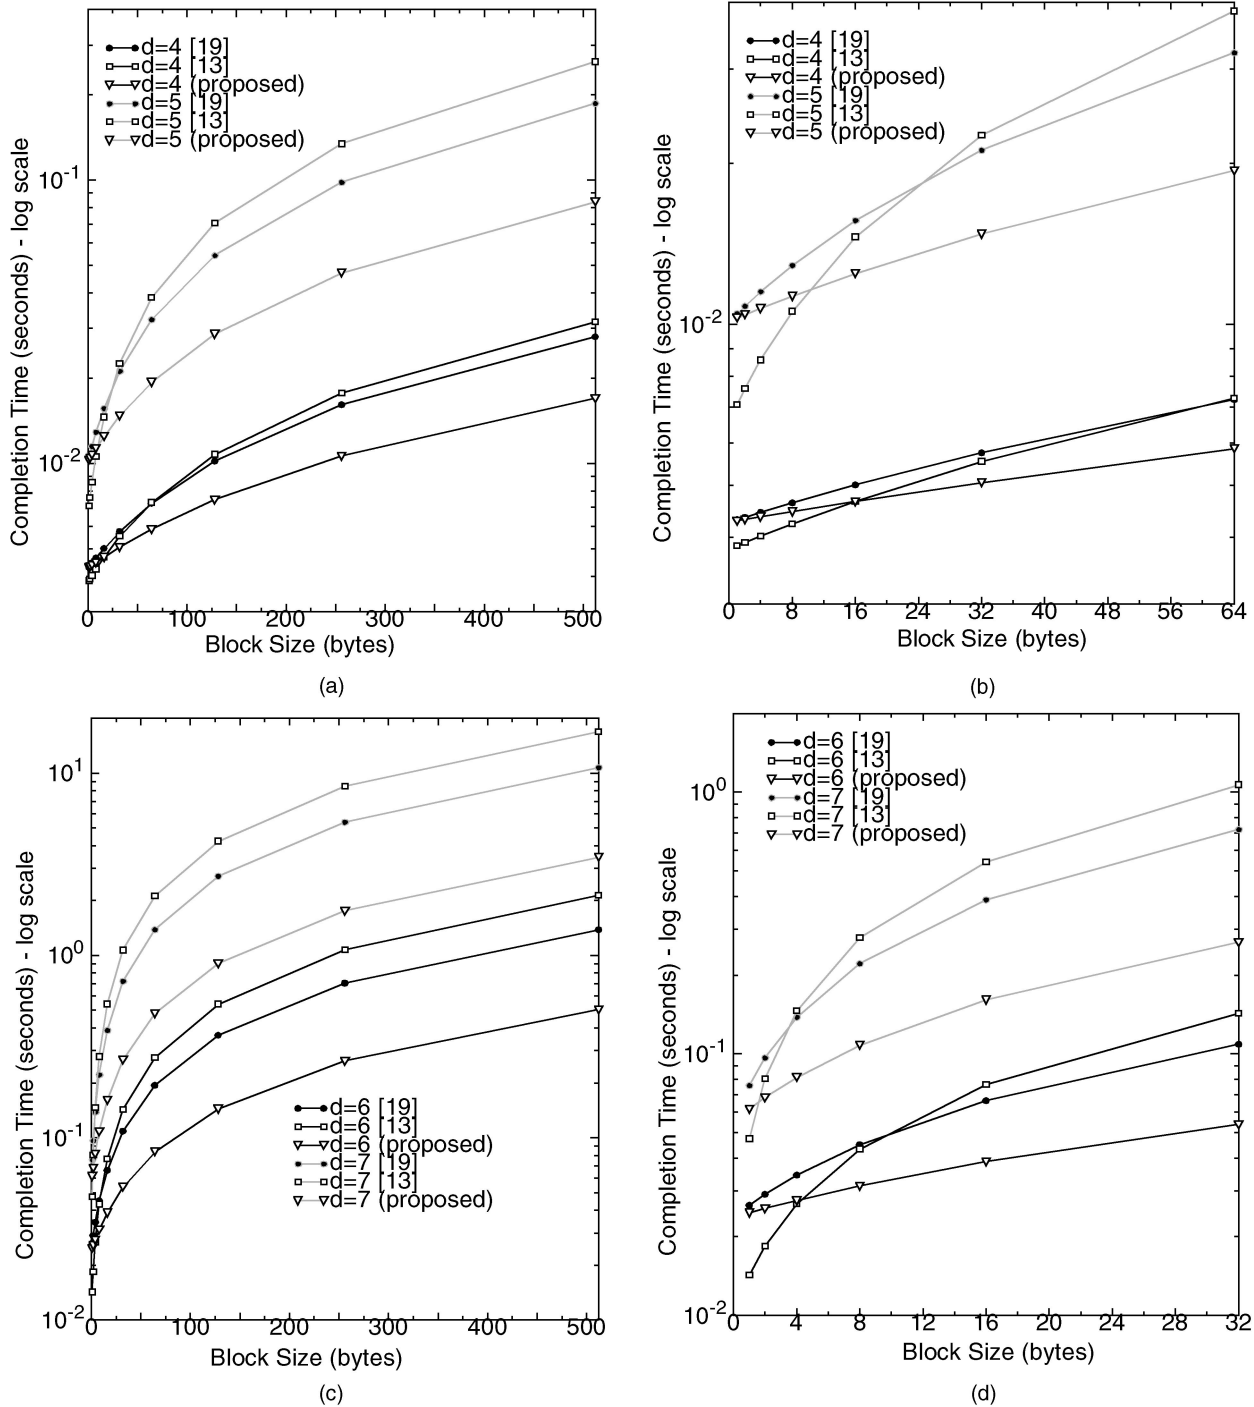 d=4 [19]
d=4 [13]
d=4 (proposed)
d=5 [19]
d=5 [13]
d=5 (proposed)
10^-1
10^-2
Completion Time (seconds) - log scale
0 100 200 300 400 500
Block Size (bytes)
(a)
d=4 [19]
d=4 [13]
d=4 (proposed)
d=5 [19]
d=5 [13]
d=5 (proposed)
10^-2
Completion Time (seconds) - log scale
0 8 16 24 32 40 48 56 64
Block Size (bytes)
(b)
10^1
10^0
10^-1
10^-2
Completion Time (seconds) - log scale
d=6 [19]
d=6 [13]
d=6 (proposed)
d=7 [19]
d=7 [13]
d=7 (proposed)
0 100 200 300 400 500
Block Size (bytes)
(c)
d=6 [19]
d=6 [13]
d=6 (proposed)
d=7 [19]
d=7 [13]
d=7 (proposed)
10^0
10^-1
10^-2
Completion Time (seconds) - log scale
0 4 8 12 16 20 24 28 32
Block Size (bytes)
(d)